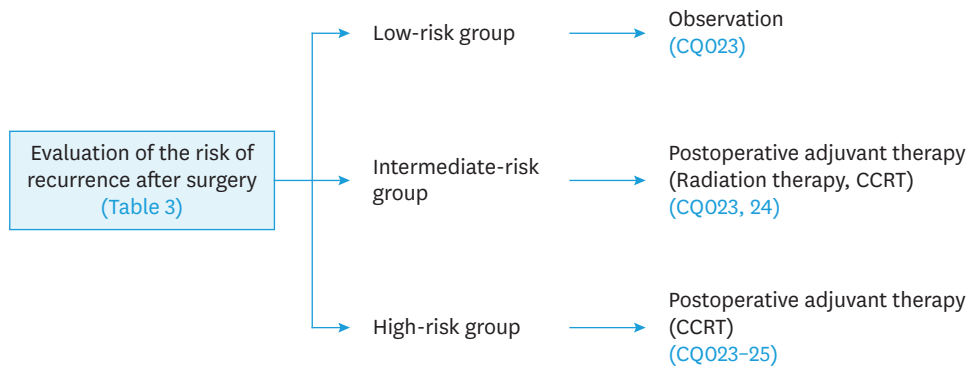 Evaluation of the risk of
recurrence after surgery
(Table 3)
Low-risk group
Observation
(CQ023)
Intermediate-risk
group
Postoperative adjuvant therapy
(Radiation therapy, CCRT)
(CQ023, 24)
High-risk group
Postoperative adjuvant therapy
(CCRT)
(CQ023–25)